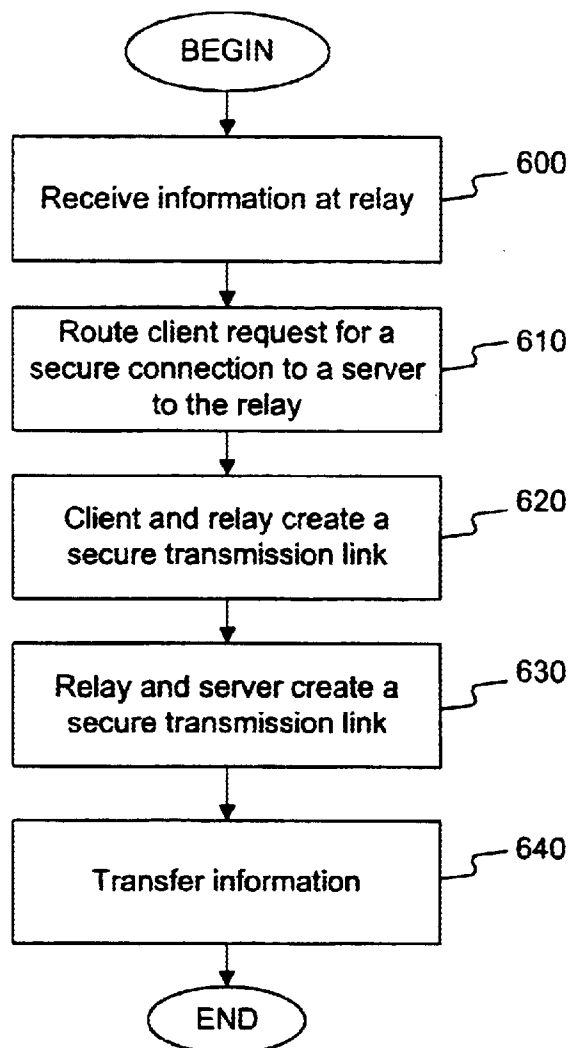 BEGIN
Receive information at relay
600
Route client request for a
secure connection to a server
to the relay
610
Client and relay create a
secure transmission link
620
Relay and server create a
secure transmission link
630
Transfer information
640
END